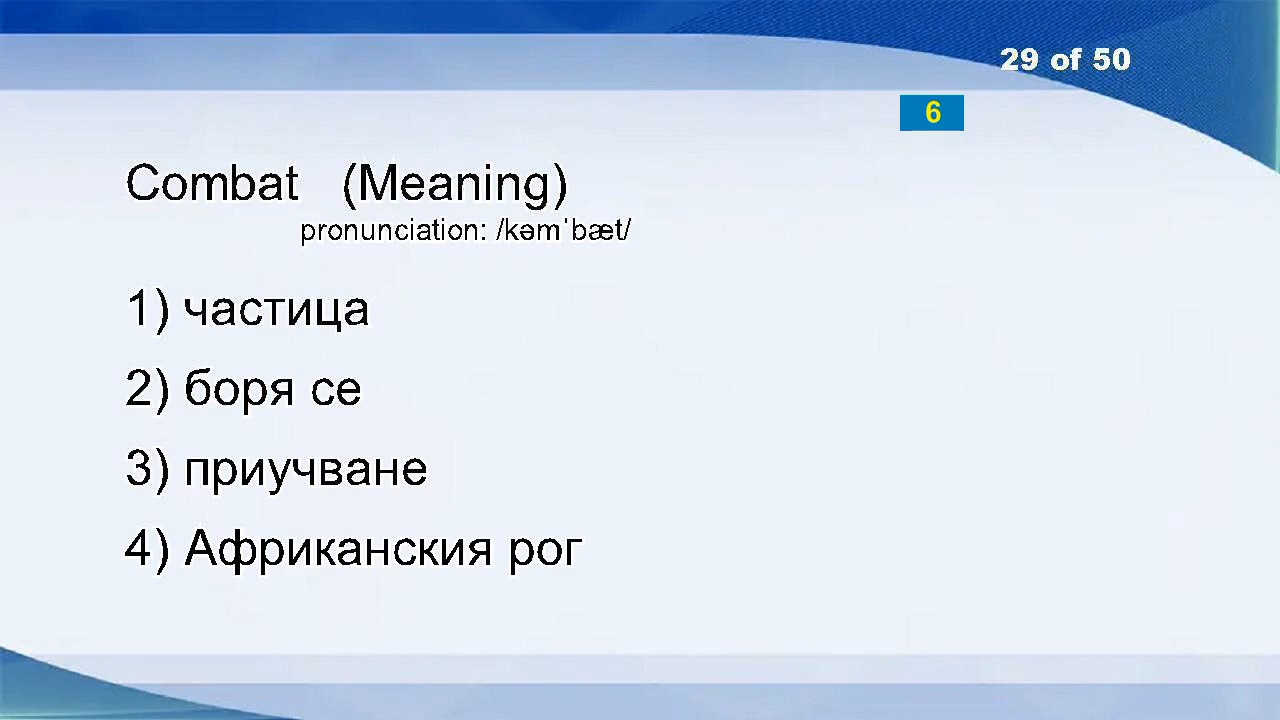 29 of 50
6
Combat (Meaning)
pronunciation: /kəmˈbæt/
1) частица
2) боря се
3) приучване
4) Африканския рог